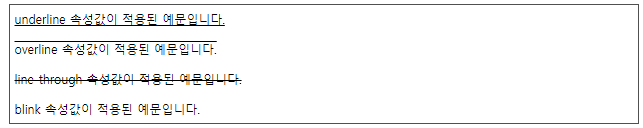 underline 속성값이 적용된 예문입니다.
overline 속성값이 적용된 예문입니다.
line-through 속성값이 적용된 예문입니다.
blink 속성값이 적용된 예문입니다.